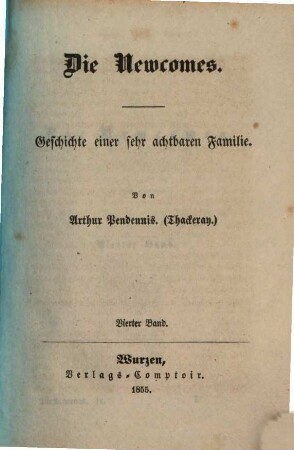 Die Newcomes.
Geschichte einer sehr achtbaren Familie.
Von
Arthur Pendennis. (Thackeray.)
Vierter Band.
Wurzen,
Verlags-Comptoir.
1855.